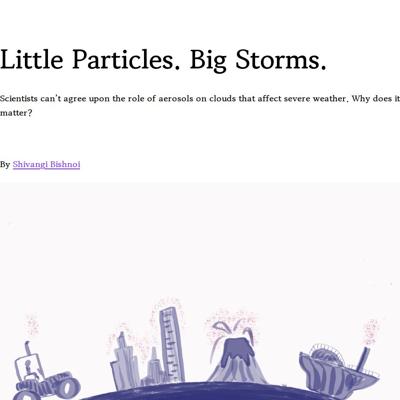 Little Particles. Big Storms.
Scientists can't agree upon the role of aerosols on clouds that affect severe weather. Why does it
matter?
By Shivangi Bishnoi